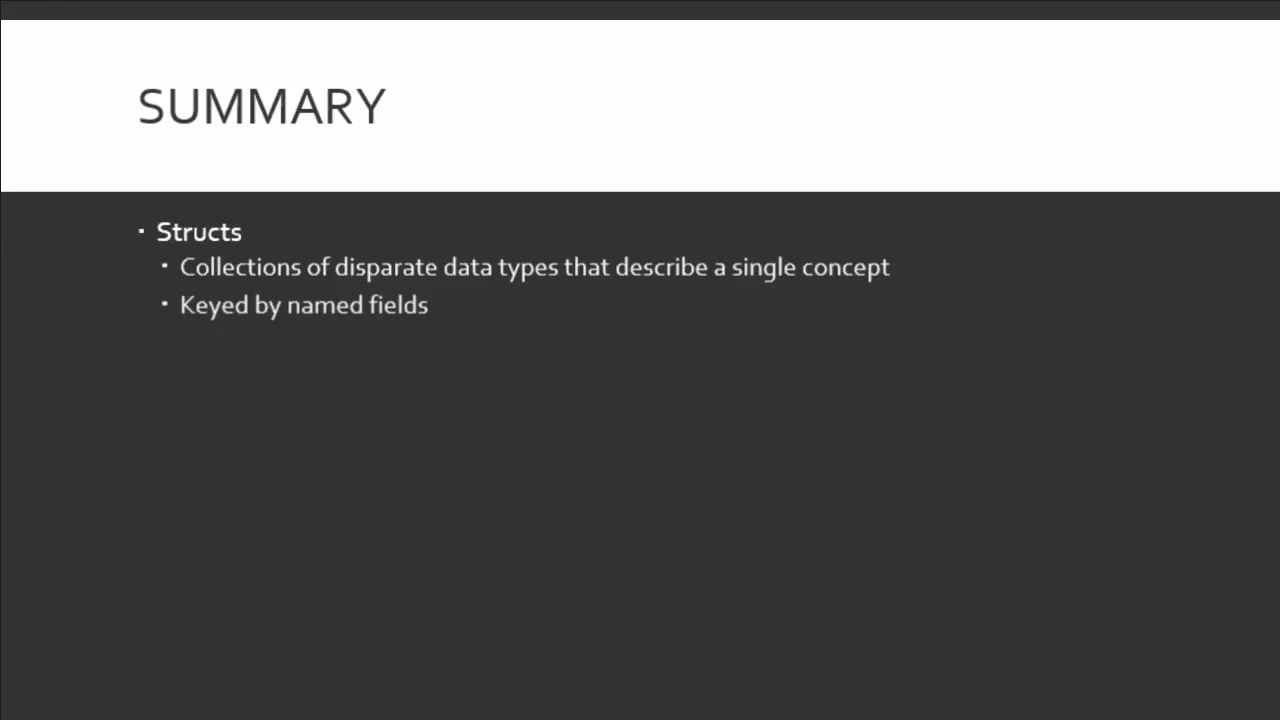 SUMMARY
▪ Structs
▪ Collections of disparate data types that describe a single concept
▪ Keyed by named fields